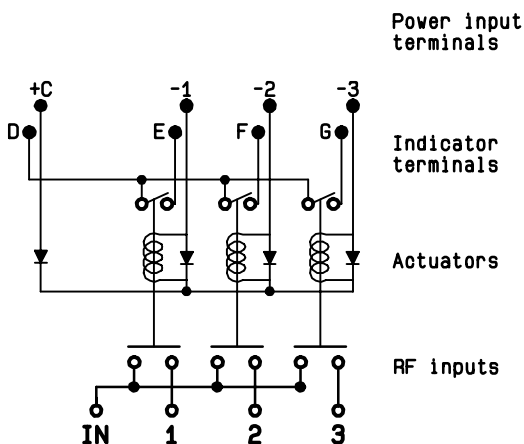 Power input
terminals
+C -1 -2 -3
D E F G
Indicator
terminals
Actuators
RF inputs
IN 1 2 3